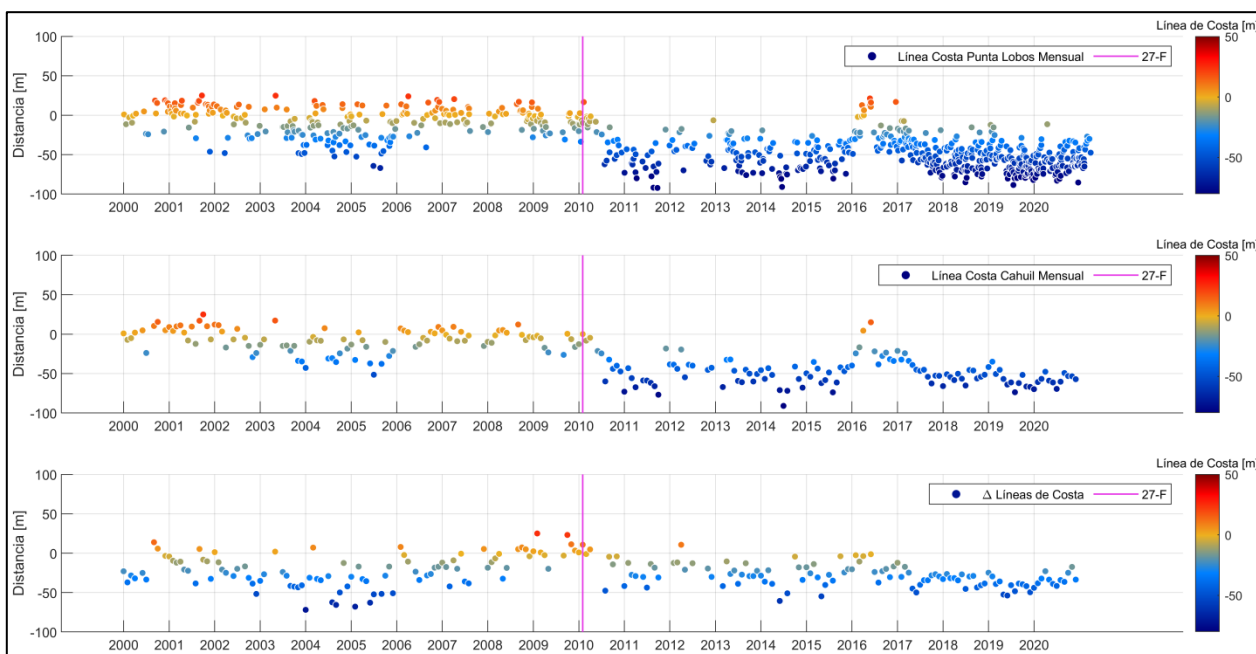 Línea de Costa [m]
100
50
0
-50
-100
Distancia [m]
Línea Costa Punta Lobos Mensual
27-F
50
0
-50
2000 2001 2002 2003 2004 2005 2006 2007 2008 2009 2010 2011 2012 2013 2014 2015 2016 2017 2018 2019 2020
Línea de Costa [m]
100
50
0
-50
-100
Distancia [m]
Línea Costa Cahuil Mensual
27-F
50
0
-50
2000 2001 2002 2003 2004 2005 2006 2007 2008 2009 2010 2011 2012 2013 2014 2015 2016 2017 2018 2019 2020
Línea de Costa [m]
100
50
0
-50
-100
Distancia [m]
Δ Líneas de Costa
27-F
50
0
-50
2000 2001 2002 2003 2004 2005 2006 2007 2008 2009 2010 2011 2012 2013 2014 2015 2016 2017 2018 2019 2020